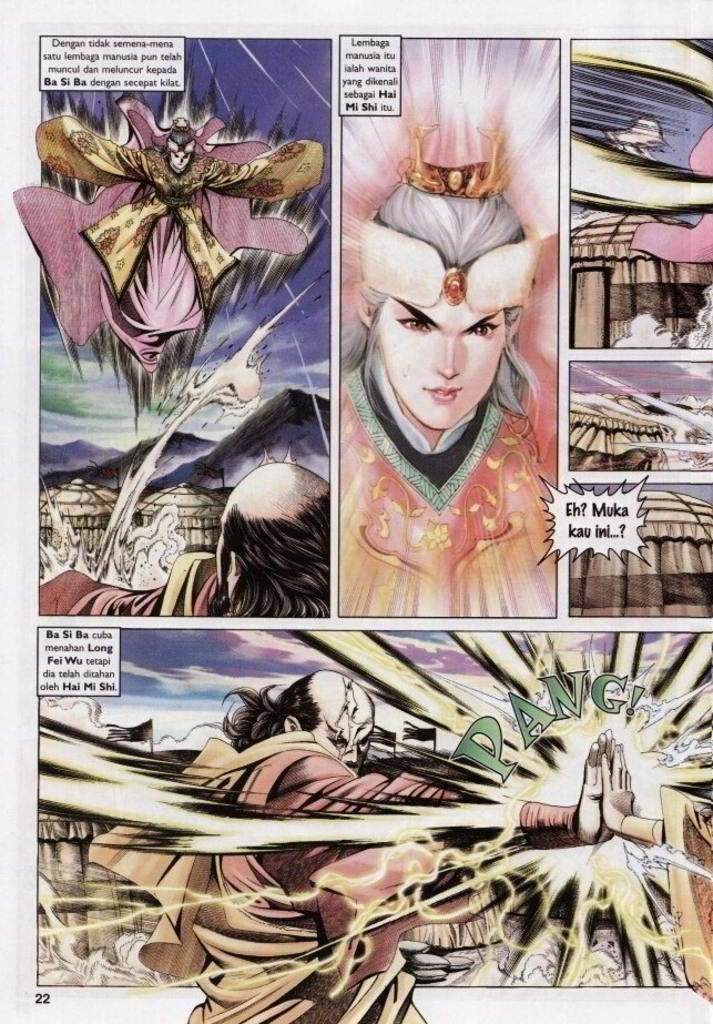 Dengan tidak semena-mena
satu lembaga manusia pun telah
muncul dan meluncur kepada
Ba Si Ba dengan secepat kilat.
Lembaga
manusia itu
ialah wanita
yang dikenali
sebagai Hai
Mi Shi itu.
Eh? Muka
kau ini...?
Ba Si Ba cuba
menahan Long
Fei Wu tetapi
dia telah ditahan
oleh Hai Mi Shi.
PANG!
22